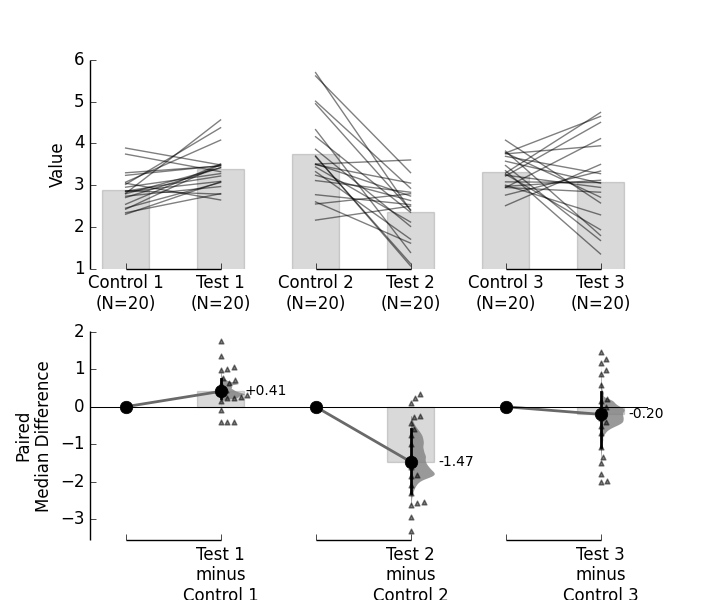 6
5
4
3
2
1
Value
Control 1 Test 1 Control 2 Test 2 Control 3 Test 3
(N=20) (N=20) (N=20) (N=20) (N=20) (N=20)
2
1
0
−1
−2
−3
Paired
Median Difference
+0.41
-1.47
-0.20
Test 1
minus
Control 1
Test 2
minus
Control 2
Test 3
minus
Control 3